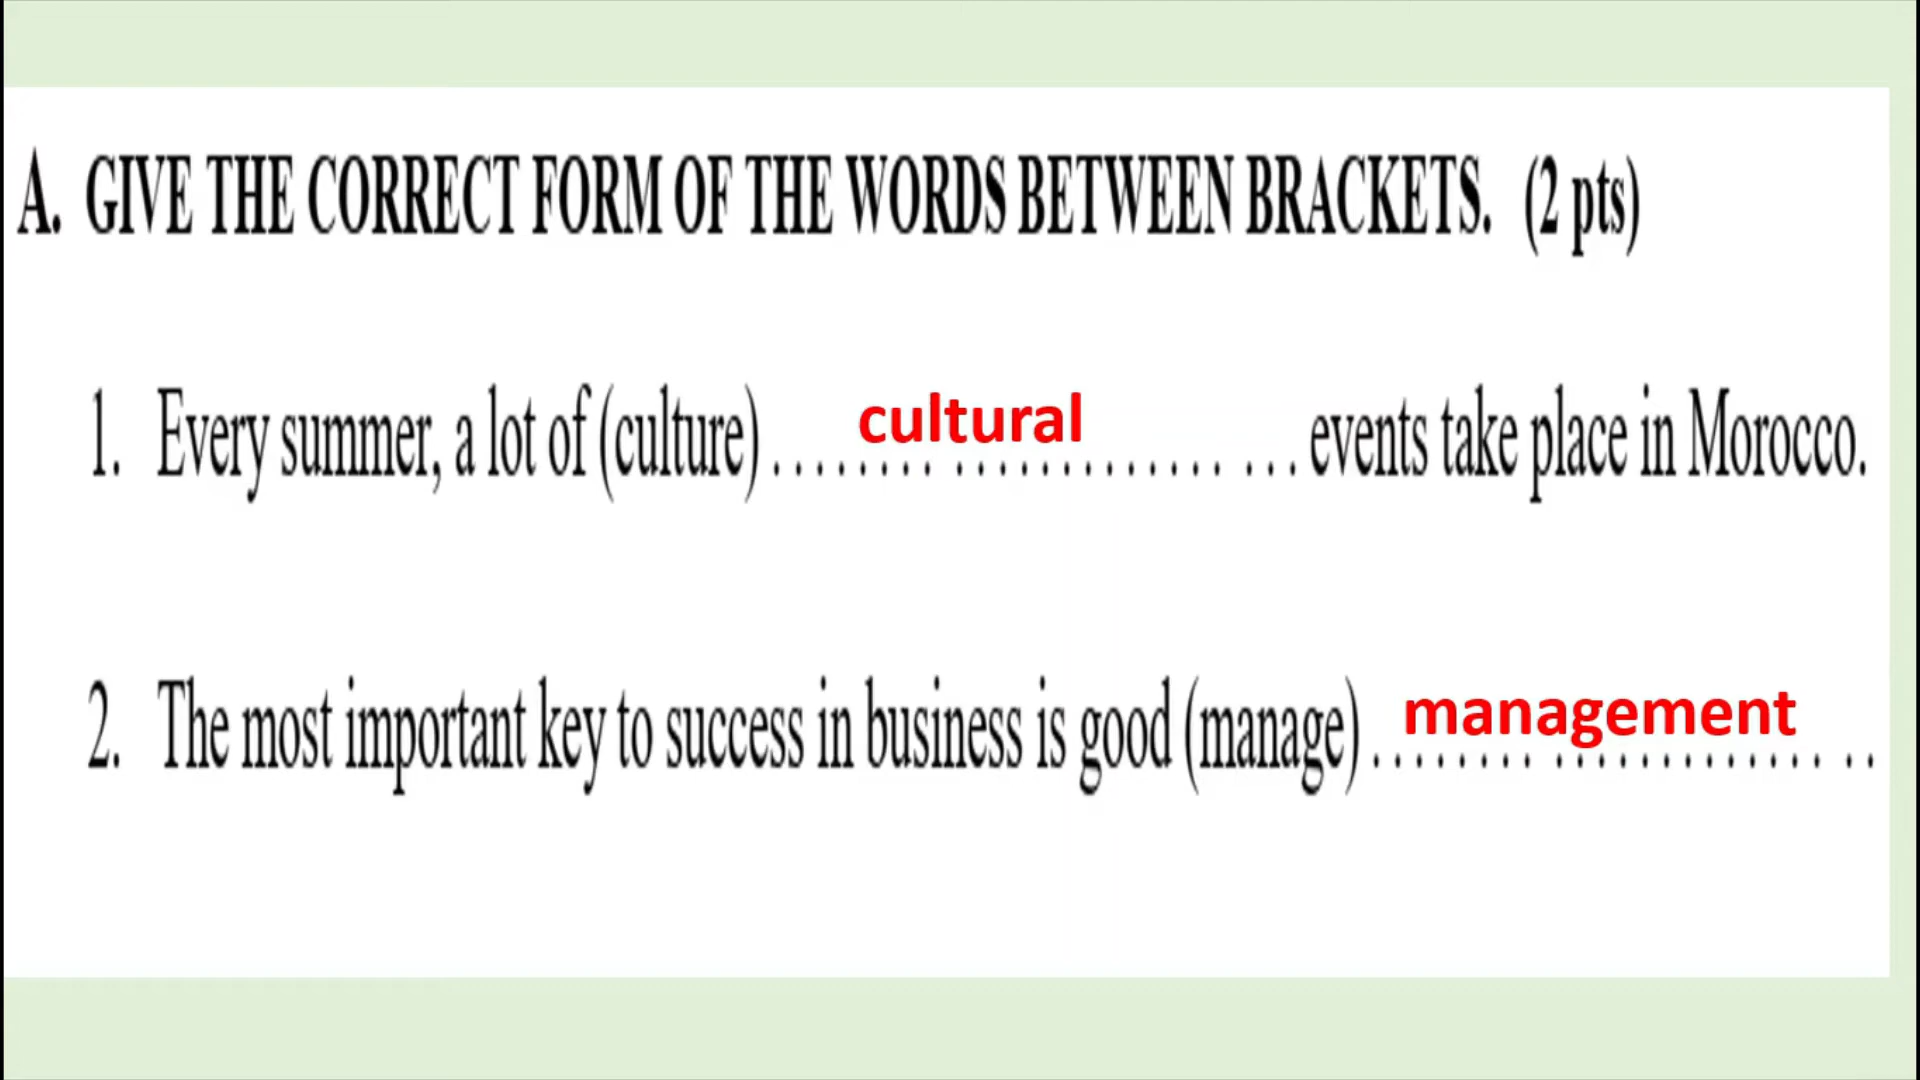 A. GIVE THE CORRECT FORM OF THE WORDS BETWEEN BRACKETS. (2 pts)
1. Every summer, a lot of (culture) ........ cultural ............. ... events take place in Morocco.
2. The most important key to success in business is good (manage) ........ management ............. ..